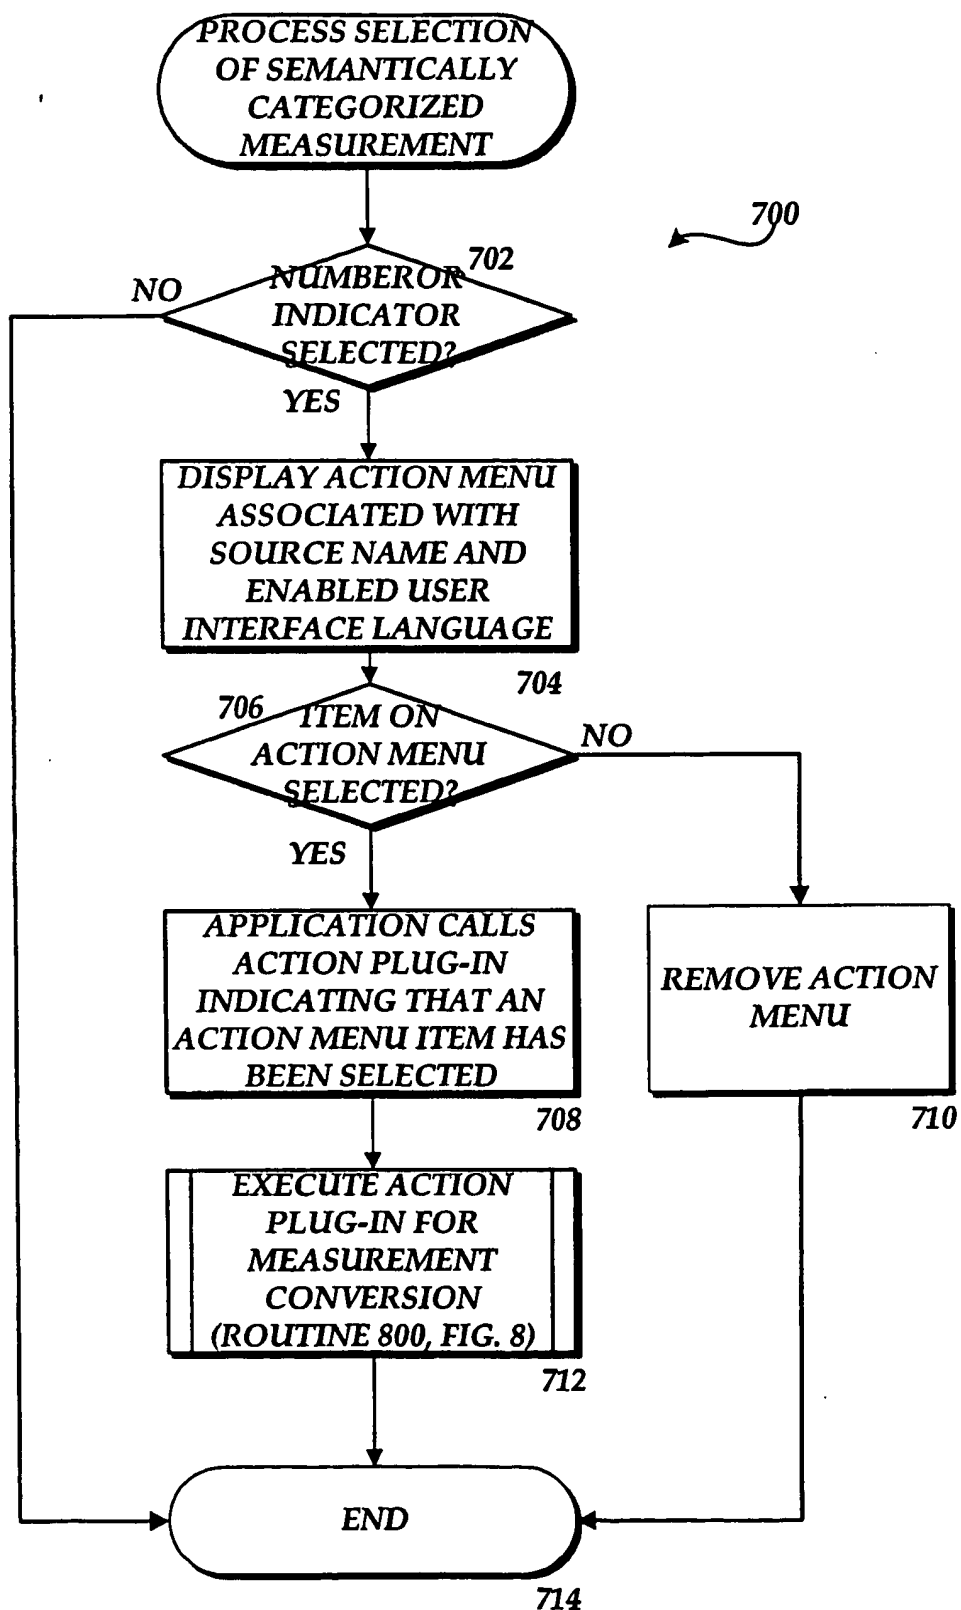 PROCESS SELECTION
OF SEMANTICALLY
CATEGORIZED
MEASUREMENT
700
702
NO
NUMBEROR
INDICATOR
SELECTED?
YES
DISPLAY ACTION MENU
ASSOCIATED WITH
SOURCE NAME AND
ENABLED USER
INTERFACE LANGUAGE
704
706
ITEM ON
ACTION MENU
SELECTED?
NO
YES
APPLICATION CALLS
ACTION PLUG-IN
INDICATING THAT AN
ACTION MENU ITEM HAS
BEEN SELECTED
708
REMOVE ACTION
MENU
710
EXECUTE ACTION
PLUG-IN FOR
MEASUREMENT
CONVERSION
(ROUTINE 800, FIG. 8)
712
END
714